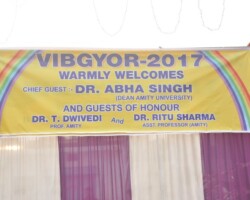 VIBGYOR-2017
WARMLY WELCOMES
CHIEF GUEST - DR. ABHA SINGH
(DEAN AMITY UNIVERSITY)
AND GUESTS OF HONOUR
DR. T. DWIVEDI And DR. RITU SHARMA
PROF. AMITY ASST. PROFESSOR (AMITY)